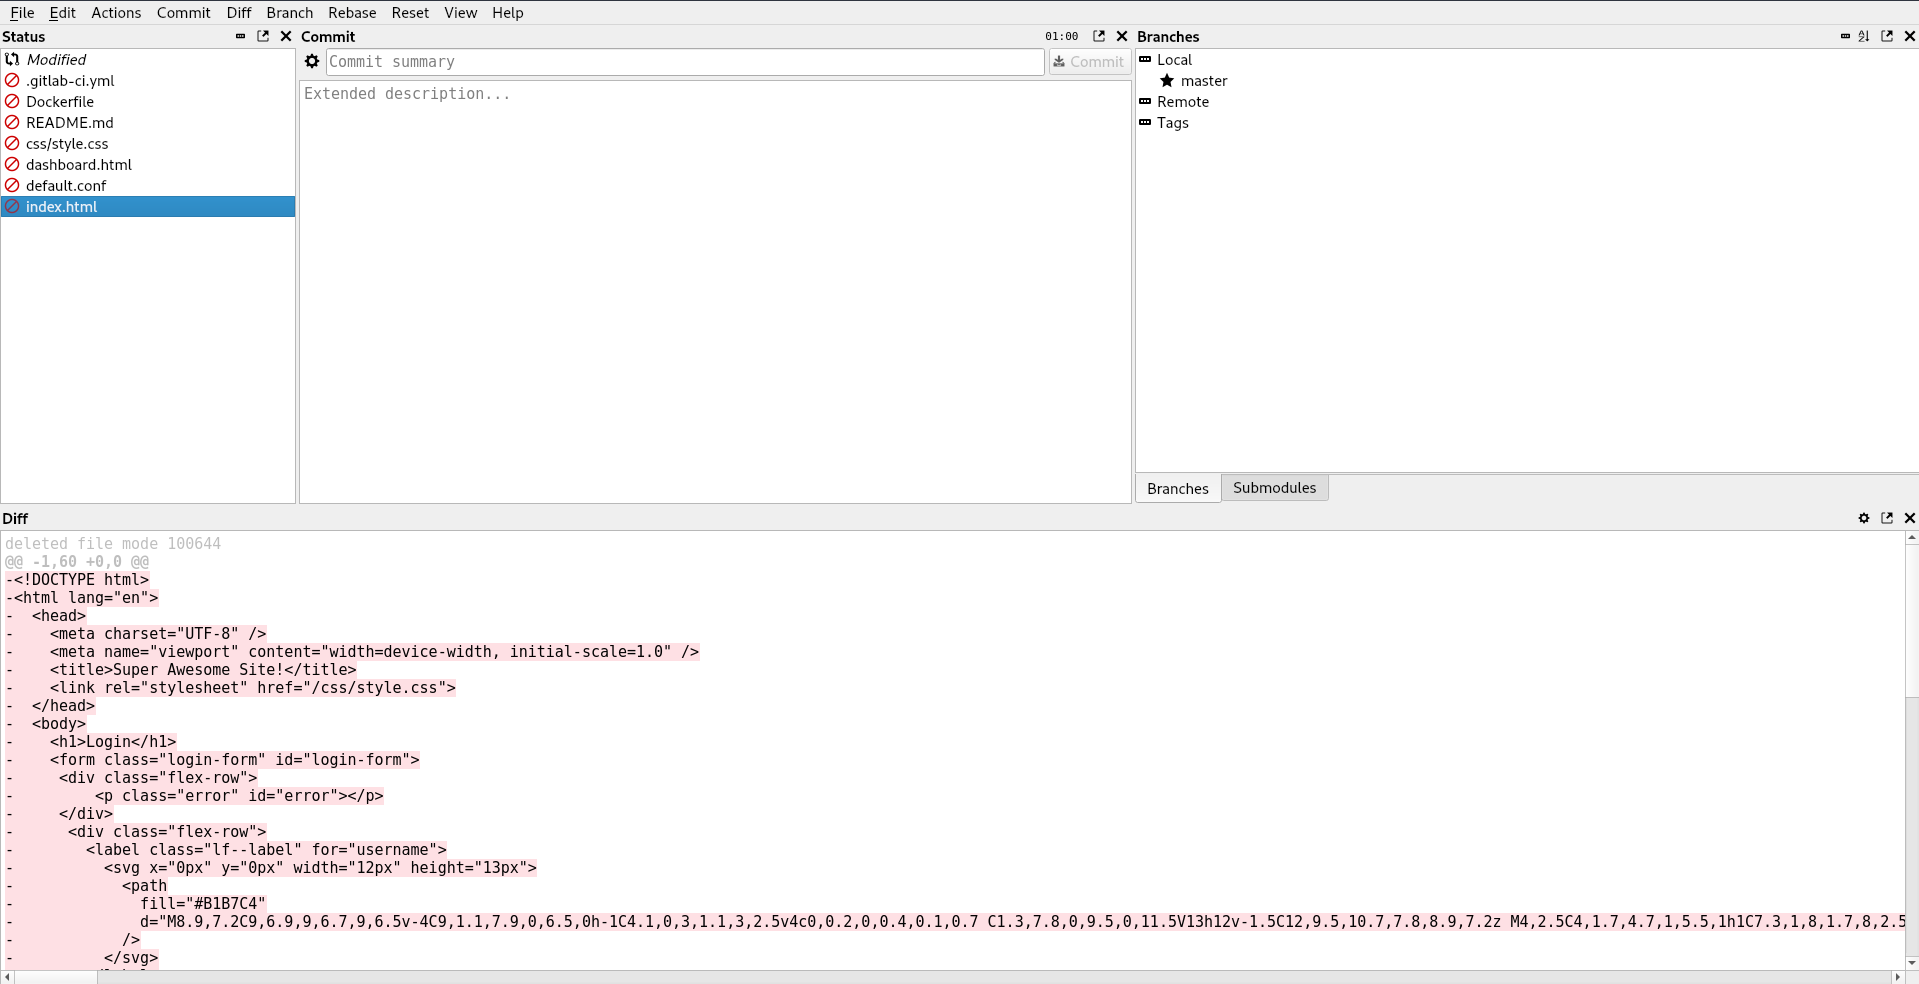 File Edit Actions Commit Diff Branch Rebase Reset View Help
Status
Modified
.gitlab-ci.yml
Dockerfile
README.md
css/style.css
dashboard.html
default.conf
index.html
Commit
01:00
Commit summary
Commit
Extended description...
Branches
Local
master
Remote
Tags
Branches Submodules
Diff
deleted file mode 100644
@@ -1,60 +0,0 @@
-<!DOCTYPE html>
-<html lang="en">
-  <head>
-    <meta charset="UTF-8" />
-    <meta name="viewport" content="width=device-width, initial-scale=1.0" />
-    <title>Super Awesome Site!</title>
-    <link rel="stylesheet" href="/css/style.css">
-  </head>
-  <body>
-    <h1>Login</h1>
-    <form class="login-form" id="login-form">
-     <div class="flex-row">
-         <p class="error" id="error"></p>
-     </div>
-      <div class="flex-row">
-        <label class="lf--label" for="username">
-          <svg x="0px" y="0px" width="12px" height="13px">
-            <path
-              fill="#B1B7C4"
-              d="M8.9,7.2C9,6.9,9,6.7,9,6.5v-4C9,1.1,7.9,0,6.5,0h-1C4.1,0,3,1.1,3,2.5v4c0,0.2,0,0.4,0.1,0.7 C1.3,7.8,0,9.5,0,11.5V13h12v-1.5C12,9.5,10.7,7.8,8.9,7.2z M4,2.5C4,1.7,4.7,1,5.5,1h1C7.3,1,8,1.7,8,2.5
-            />
-          </svg>